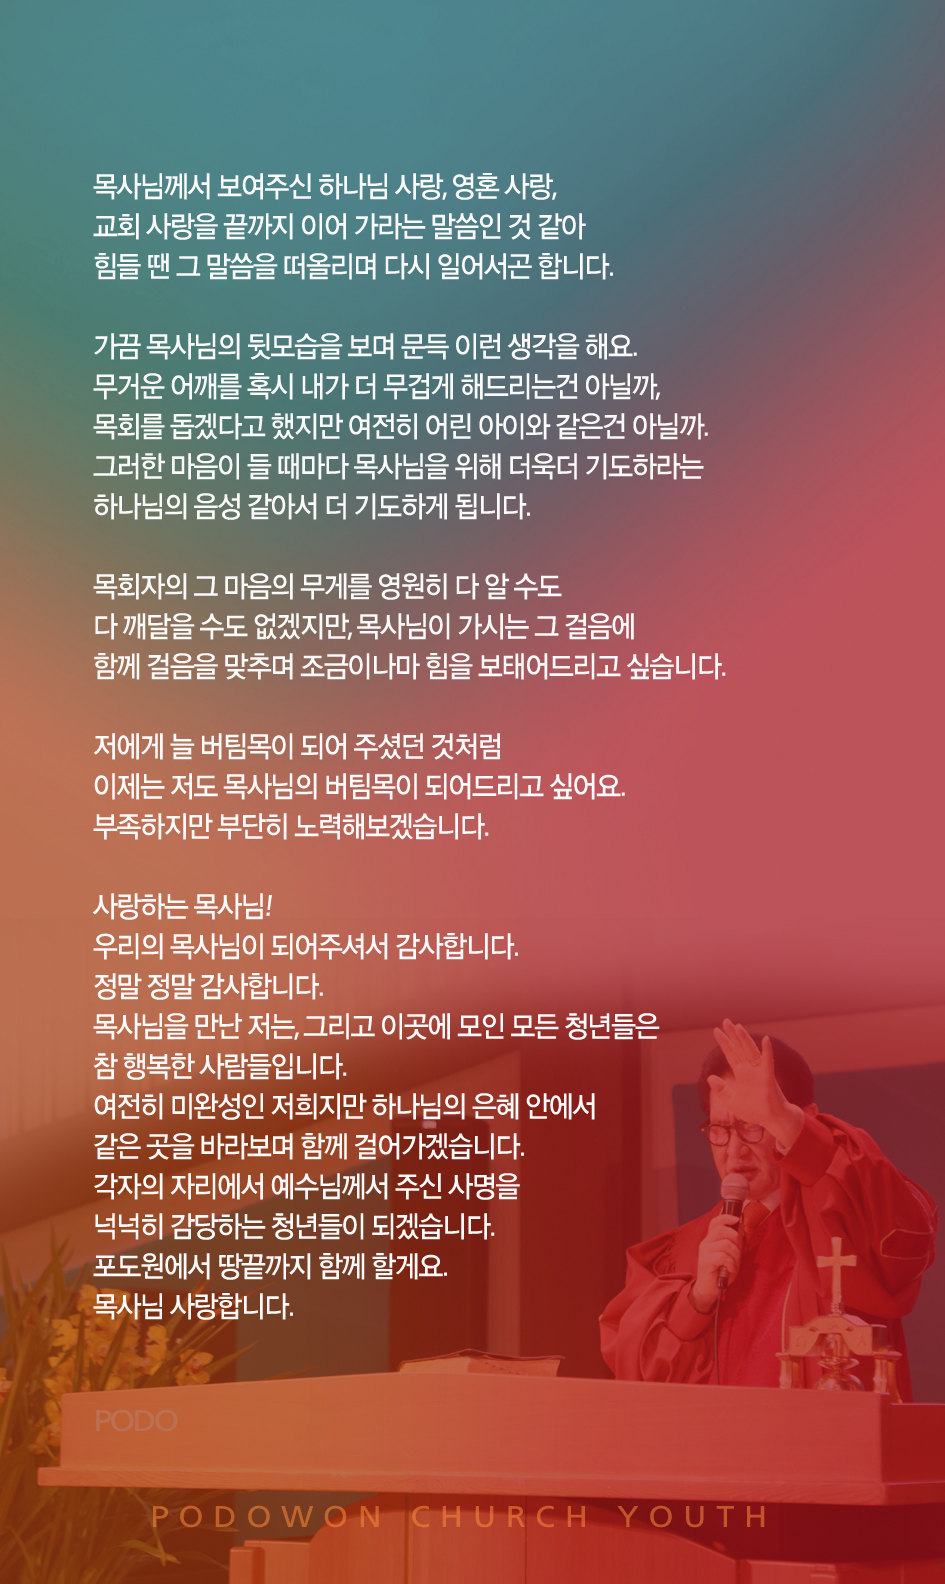 목사님께서 보여주신 하나님 사랑, 영혼 사랑,
교회 사랑을 끝까지 이어 가라는 말씀인 것 같아
힘들 땐 그 말씀을 떠올리며 다시 일어서곤 합니다.
가끔 목사님의 뒷모습을 보며 문득 이런 생각을 해요.
무거운 어깨를 혹시 내가 더 무겁게 해드리는건 아닐까,
목회를 돕겠다고 했지만 여전히 어린 아이와 같은건 아닐까.
그러한 마음이 들 때마다 목사님을 위해 더욱더 기도하라는
하나님의 음성 같아서 더 기도하게 됩니다.
목회자의 그 마음의 무게를 영원히 다 알 수도
다 깨달을 수도 없겠지만, 목사님이 가시는 그 걸음에
함께 걸음을 맞추며 조금이나마 힘을 보태어드리고 싶습니다.
저에게 늘 버팀목이 되어 주셨던 것처럼
이제는 저도 목사님의 버팀목이 되어드리고 싶어요.
부족하지만 부단히 노력해보겠습니다.
사랑하는 목사님!
우리의 목사님이 되어주셔서 감사합니다.
정말 정말 감사합니다.
목사님을 만난 저는, 그리고 이곳에 모인 모든 청년들은
참 행복한 사람들입니다.
여전히 미완성인 저희지만 하나님의 은혜 안에서
같은 곳을 바라보며 함께 걸어가겠습니다.
각자의 자리에서 예수님께서 주신 사명을
넉넉히 감당하는 청년들이 되겠습니다.
포도원에서 땅끝까지 함께 할게요.
목사님 사랑합니다.
PODO
PODOWON CHURCH YOUTH